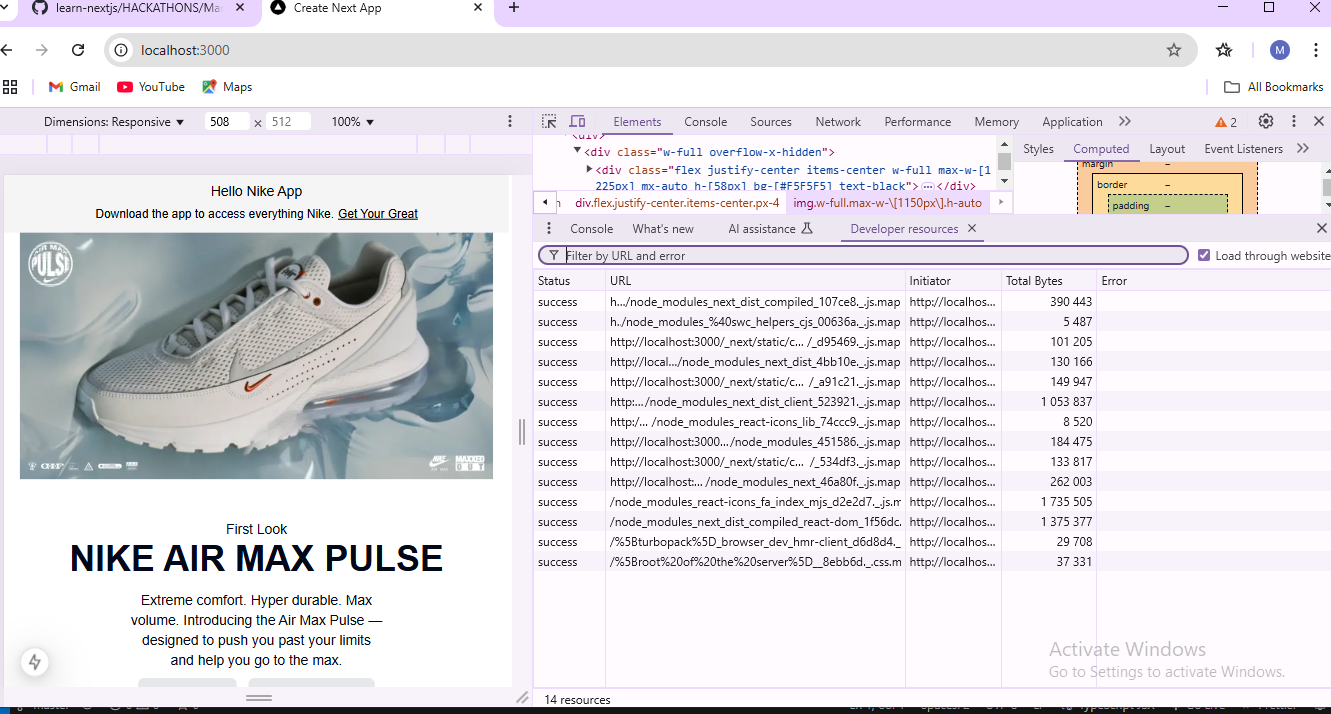 learn-nextjs/HACKATHONS/Ma
Create Next App
localhost:3000
M
Gmail
YouTube
Maps
All Bookmarks
Dimensions: Responsive
508 × 512
100%
Hello Nike App
Download the app to access everything Nike. Get Your Great
PULSE
NIKE
First Look
NIKE AIR MAX PULSE
Extreme comfort. Hyper durable. Max
volume. Introducing the Air Max Pulse —
designed to push you past your limits
and help you go to the max.
Elements Console Sources Network Performance Memory Application 2
<div>
<div class="w-full overflow-x-hidden">
<div class="flex justify-center items-center w-full max-w-[1
225px] mx-auto h-[58px] bg-[#F5F5F5] text-black"> </div>
div.flex.justify-center.items-center.px-4 img.w-full.max-w-\[1150px\].h-auto
Styles Computed Layout Event Listeners
margin –
border –
padding –
Console What's new AI assistance Developer resources
Filter by URL and error
Load through website
Status URL Initiator Total Bytes Error
success h…/node_modules_next_dist_compiled_107ce8._.js.map http://localhos… 390 443
success h./node_modules_%40swc_helpers_cjs_00636a._.js.map http://localhos… 5 487
success http://localhost:3000/_next/static/c… /_d95469._.js.map http://localhos… 101 205
success http://local…/node_modules_next_dist_4bb10e._.js.map http://localhos… 130 166
success http://localhost:3000/_next/static/c… /_a91c21._.js.map http://localhos… 149 947
success http:… /node_modules_next_dist_client_523921._.js.map http://localhos… 1 053 837
success http:/… /node_modules_react-icons_lib_74ccc9._.js.map http://localhos… 8 520
success http://localhost:3000…/node_modules_451586._.js.map http://localhos… 184 475
success http://localhost:3000/_next/static/c… /_534df3._.js.map http://localhos… 133 817
success http://localhost:… /node_modules_next_46a80f._.js.map http://localhos… 262 003
success /node_modules_react-icons_fa_index_mjs_d2e2d7._.js.m http://localhos… 1 735 505
success /node_modules_next_dist_compiled_react-dom_1f56dc. http://localhos… 1 375 377
success /%5Bturbopack%5D_browser_dev_hmr-client_d6d8d4._ http://localhos… 29 708
success /%5Broot%20of%20the%20server%5D__8ebb6d._.css.m http://localhos… 37 331
Activate Windows
Go to Settings to activate Windows.
14 resources